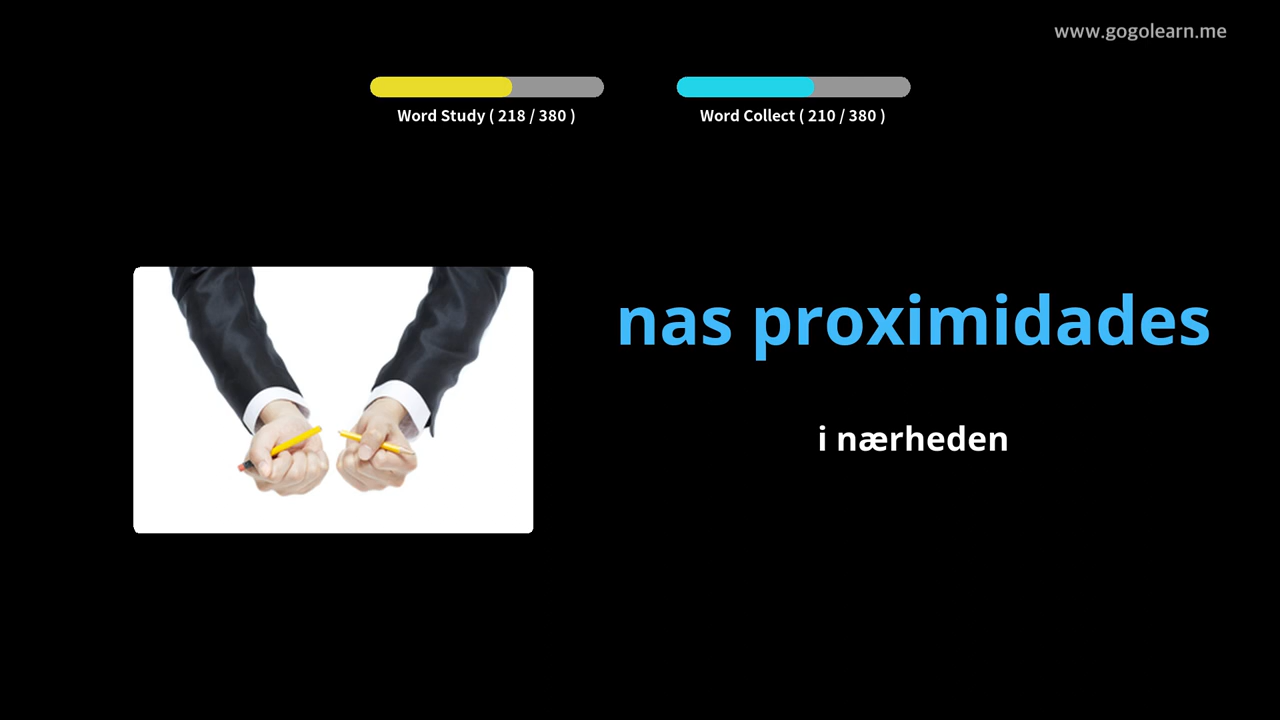 www.gogolearn.me
Word Study ( 218 / 380 )
Word Collect ( 210 / 380 )
nas proximidades
i nærheden